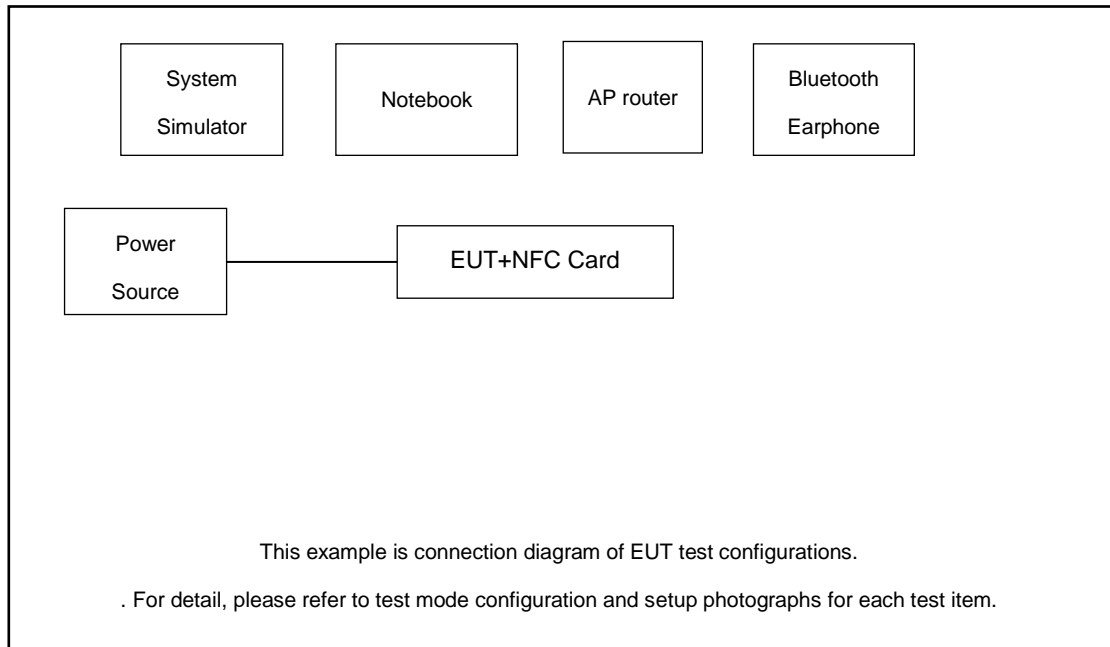 System
Simulator
Notebook
AP router
Bluetooth
Earphone
Power
Source
EUT+NFC Card
This example is connection diagram of EUT test configurations.
. For detail, please refer to test mode configuration and setup photographs for each test item.